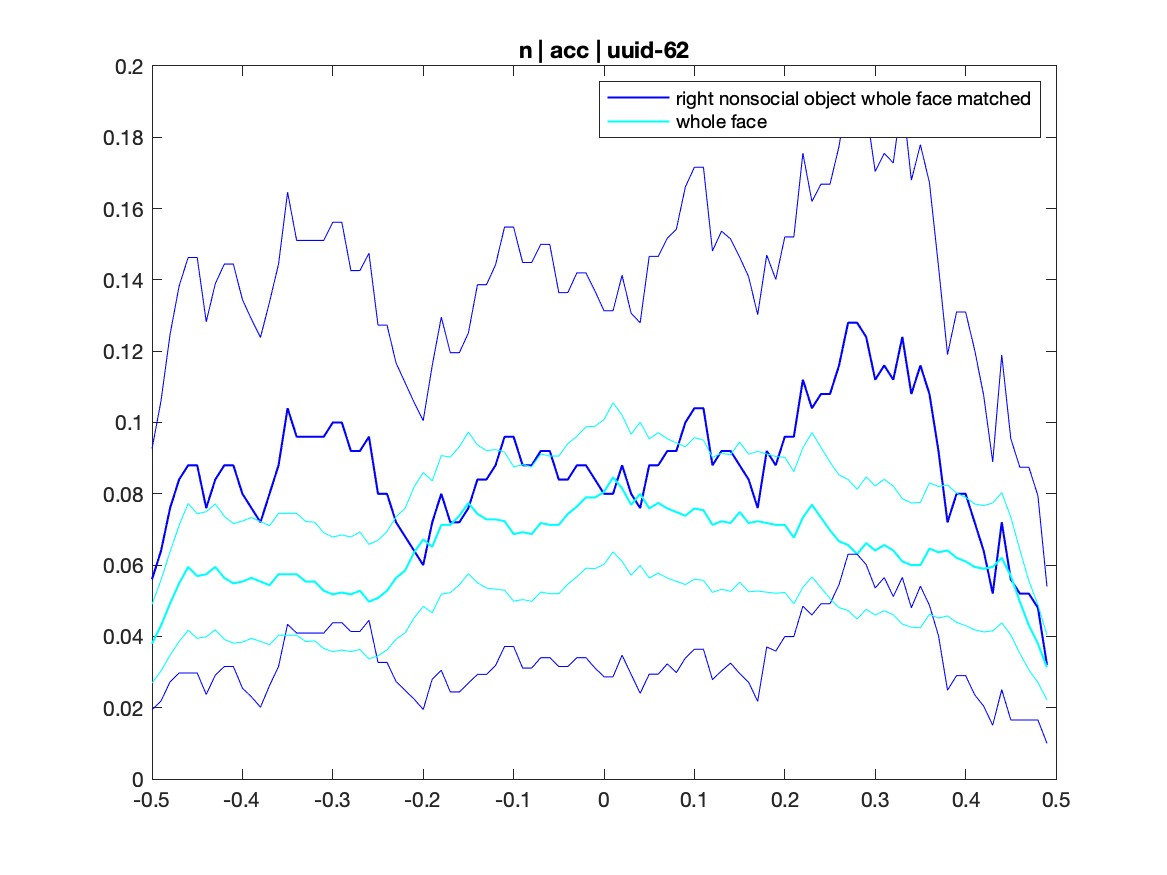 n | acc | uuid-62
right nonsocial object whole face matched
whole face
0.2
0.18
0.16
0.14
0.12
0.1
0.08
0.06
0.04
0.02
0
-0.5 -0.4 -0.3 -0.2 -0.1 0 0.1 0.2 0.3 0.4 0.5